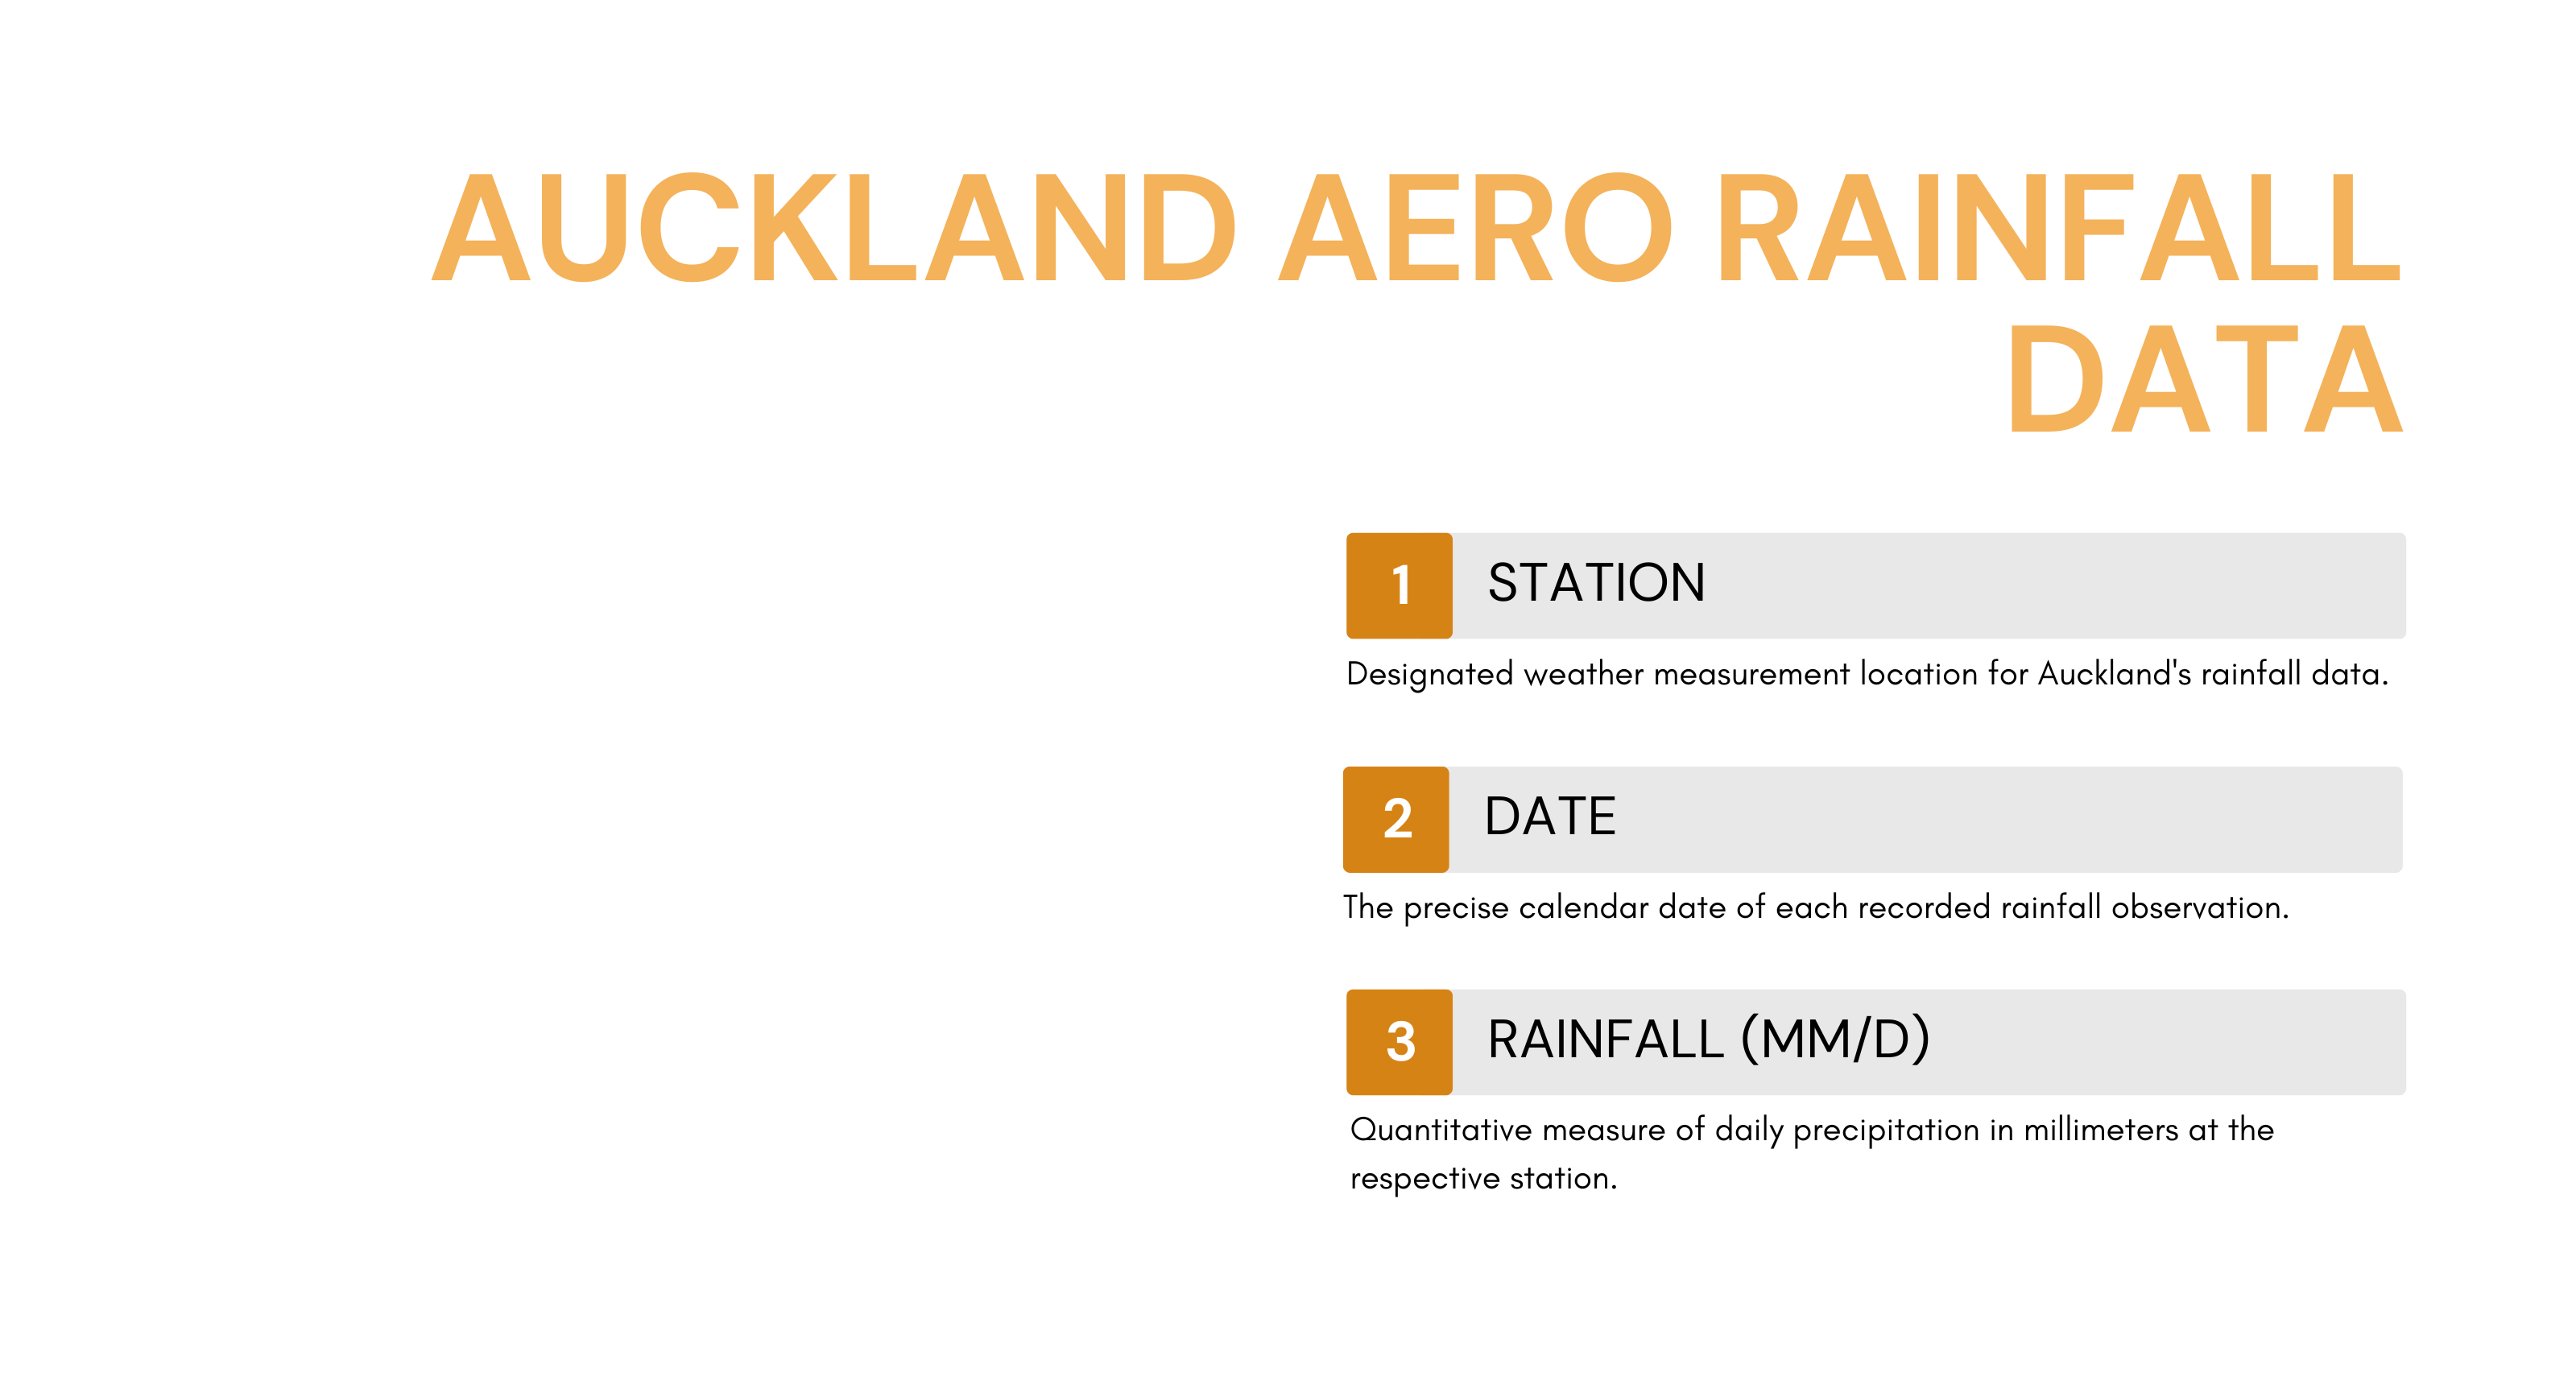 AUCKLAND AERO RAINFALL
DATA
1 STATION
Designated weather measurement location for Auckland's rainfall data.
2 DATE
The precise calendar date of each recorded rainfall observation.
3 RAINFALL (MM/D)
Quantitative measure of daily precipitation in millimeters at the
respective station.